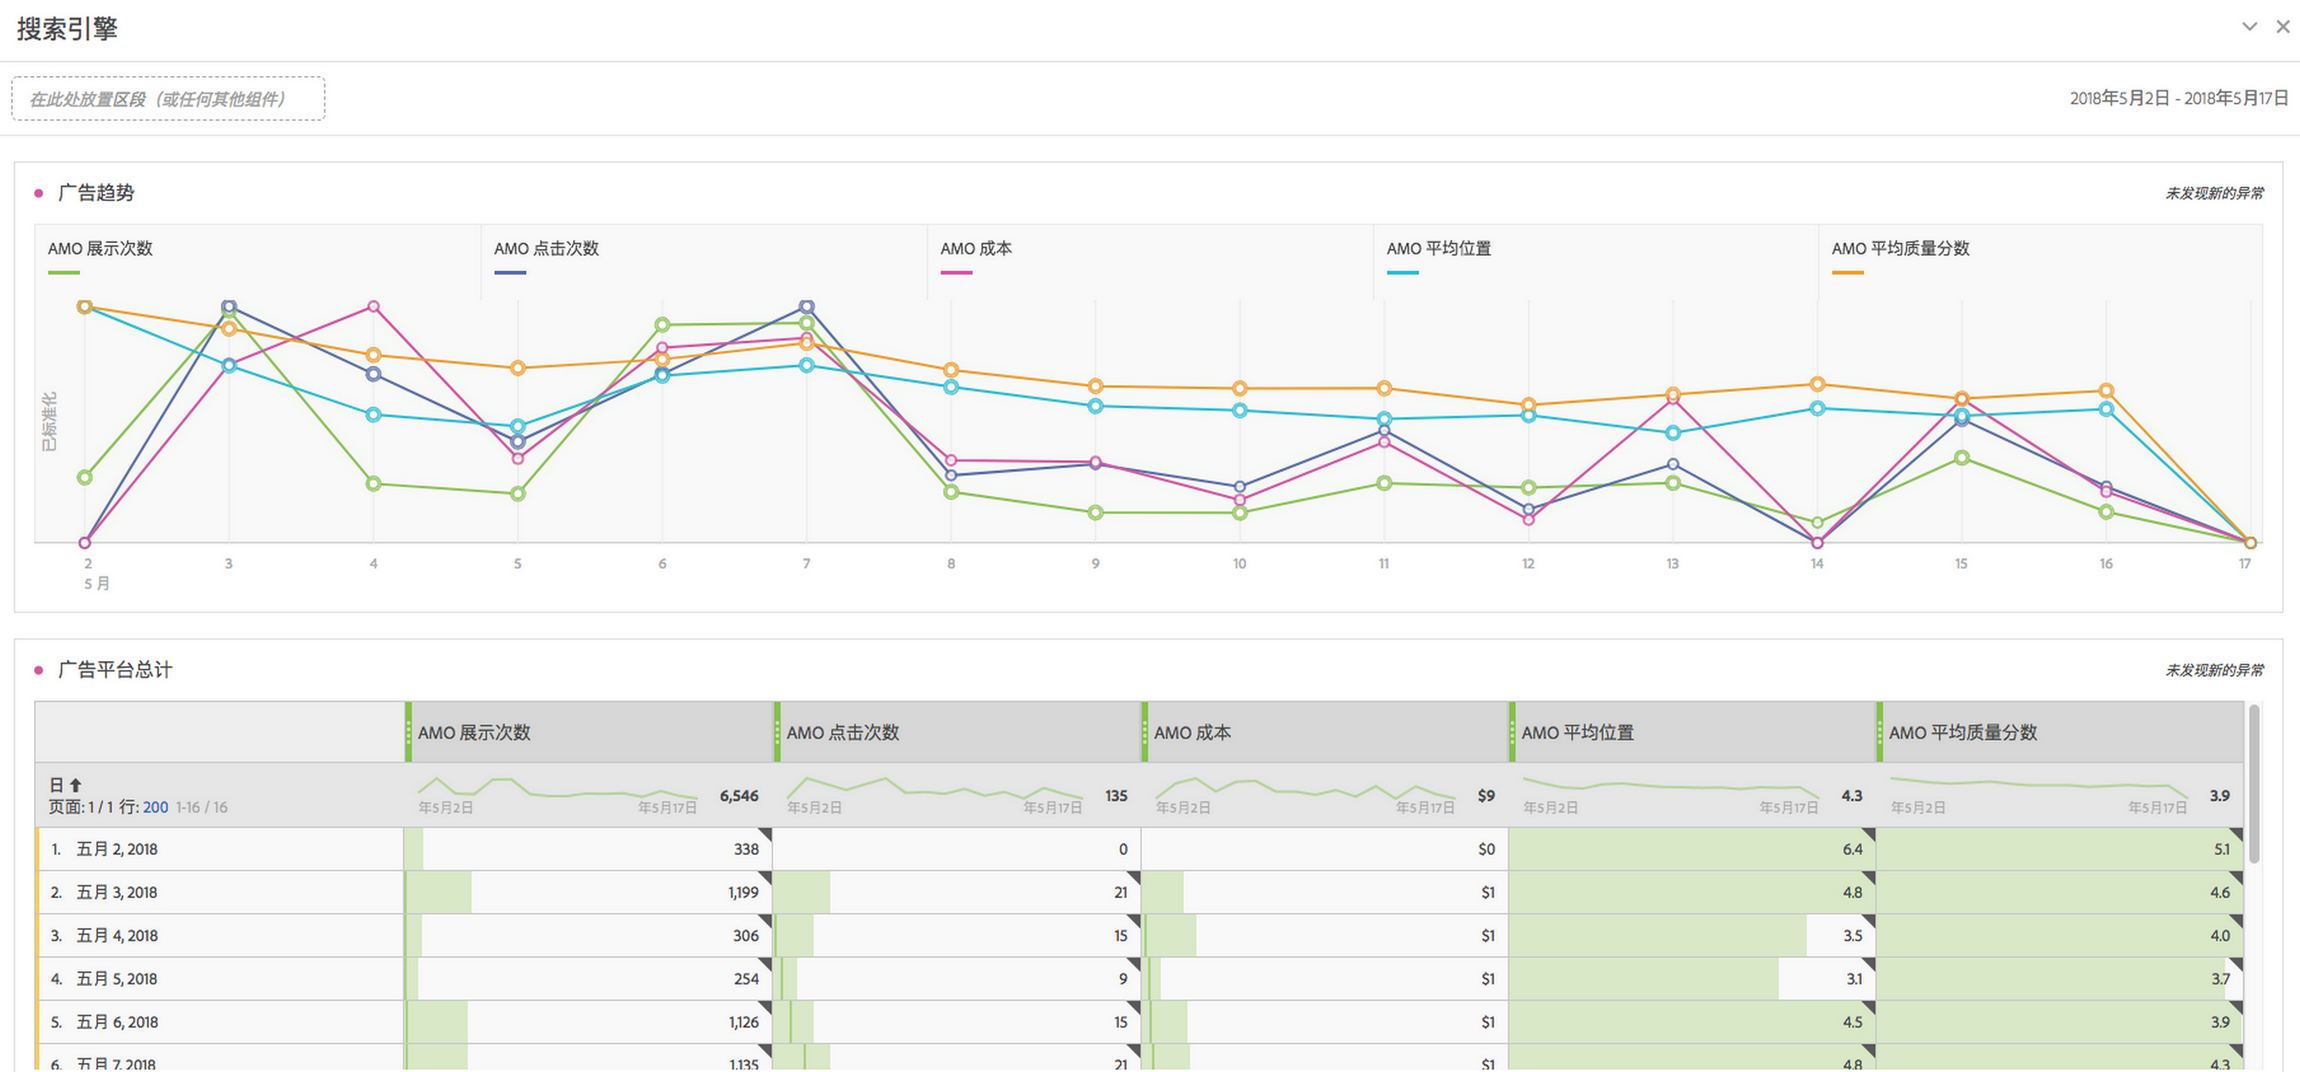 搜索引擎
在此处放置区段（或任何其他组件）
2018年5月2日 - 2018年5月17日
广告趋势
未发现新的异常
AMO 展示次数
AMO 点击次数
AMO 成本
AMO 平均位置
AMO 平均质量分数
已标准化
2 3 4 5 6 7 8 9 10 11 12 13 14 15 16 17
5 月
广告平台总计
未发现新的异常
AMO 展示次数 AMO 点击次数 AMO 成本 AMO 平均位置 AMO 平均质量分数
日
页面: 1 / 1 行: 200 1-16 / 16
年5月2日 年5月17日 6,546
年5月2日 年5月17日 135
年5月2日 年5月17日 $9
年5月2日 年5月17日 4.3
年5月2日 年5月17日 3.9
1. 五月 2, 2018 338 0 $0 6.4 5.1
2. 五月 3, 2018 1,199 21 $1 4.8 4.6
3. 五月 4, 2018 306 15 $1 3.5 4.0
4. 五月 5, 2018 254 9 $1 3.1 3.7
5. 五月 6, 2018 1,126 15 $1 4.5 3.9
6. 五月 7, 2018 1,135 21 $1 4.8 4.3